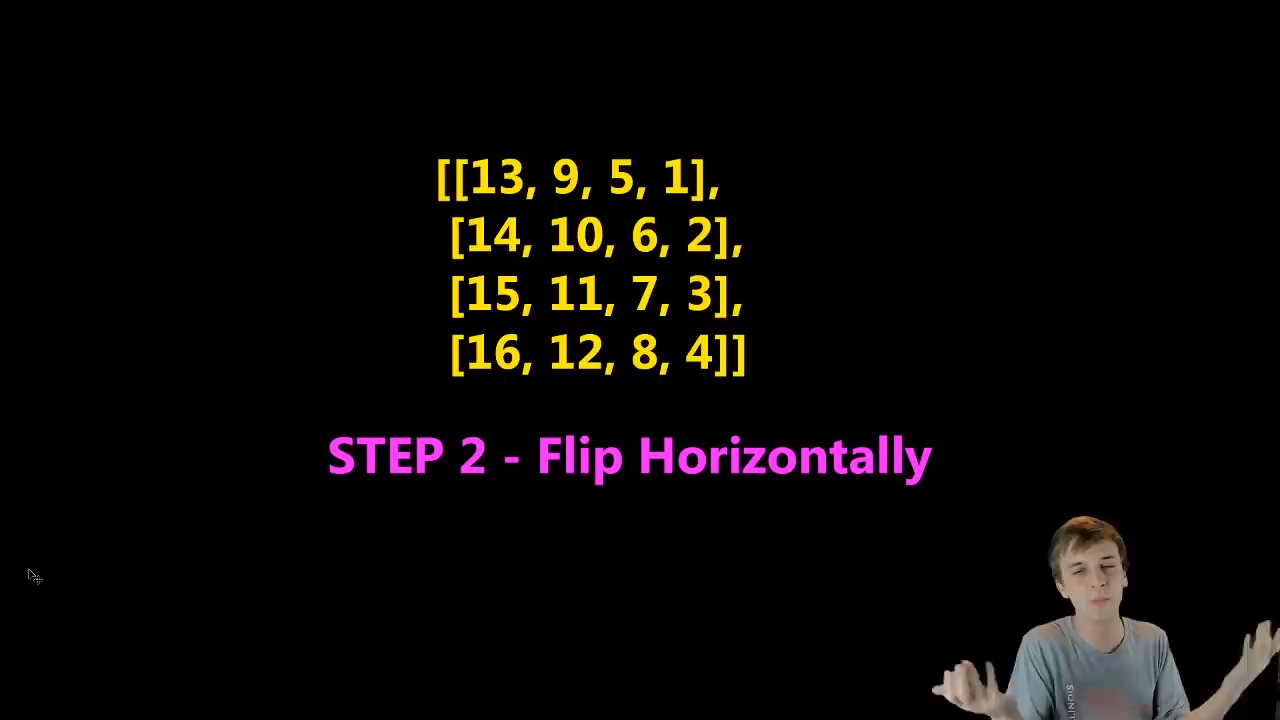 [[13, 9, 5, 1],
[14, 10, 6, 2],
[15, 11, 7, 3],
[16, 12, 8, 4]]
STEP 2 - Flip Horizontally